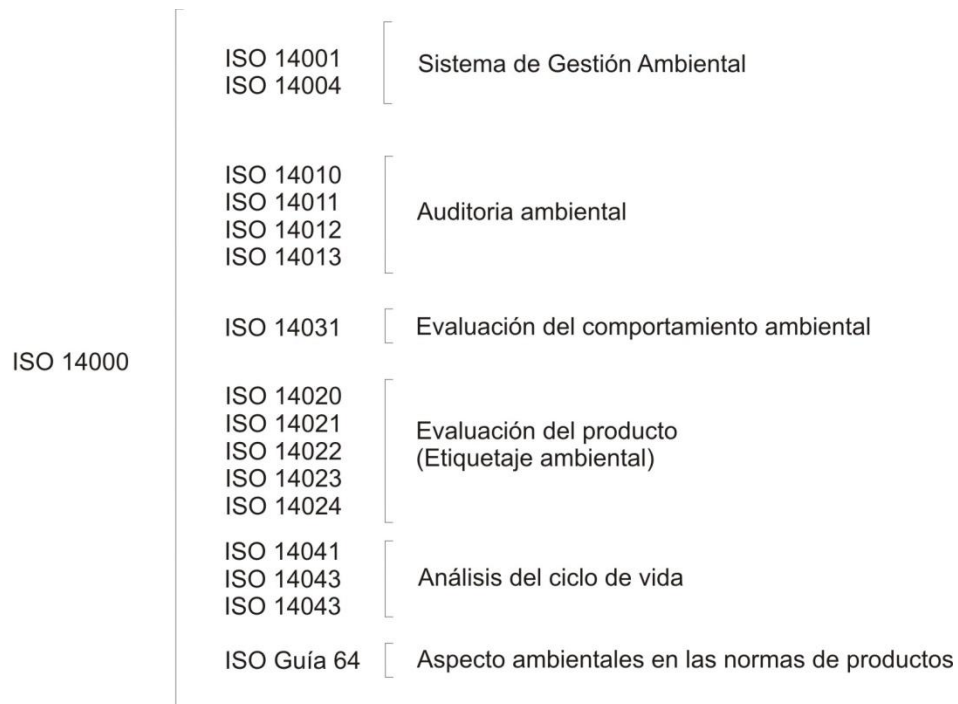 ISO 14000
ISO 14001
ISO 14004
Sistema de Gestión Ambiental
ISO 14010
ISO 14011
ISO 14012
ISO 14013
Auditoria ambiental
ISO 14031
Evaluación del comportamiento ambiental
ISO 14020
ISO 14021
ISO 14022
ISO 14023
ISO 14024
Evaluación del producto
(Etiquetaje ambiental)
ISO 14041
ISO 14043
ISO 14043
Análisis del ciclo de vida
ISO Guía 64
Aspecto ambientales en las normas de productos